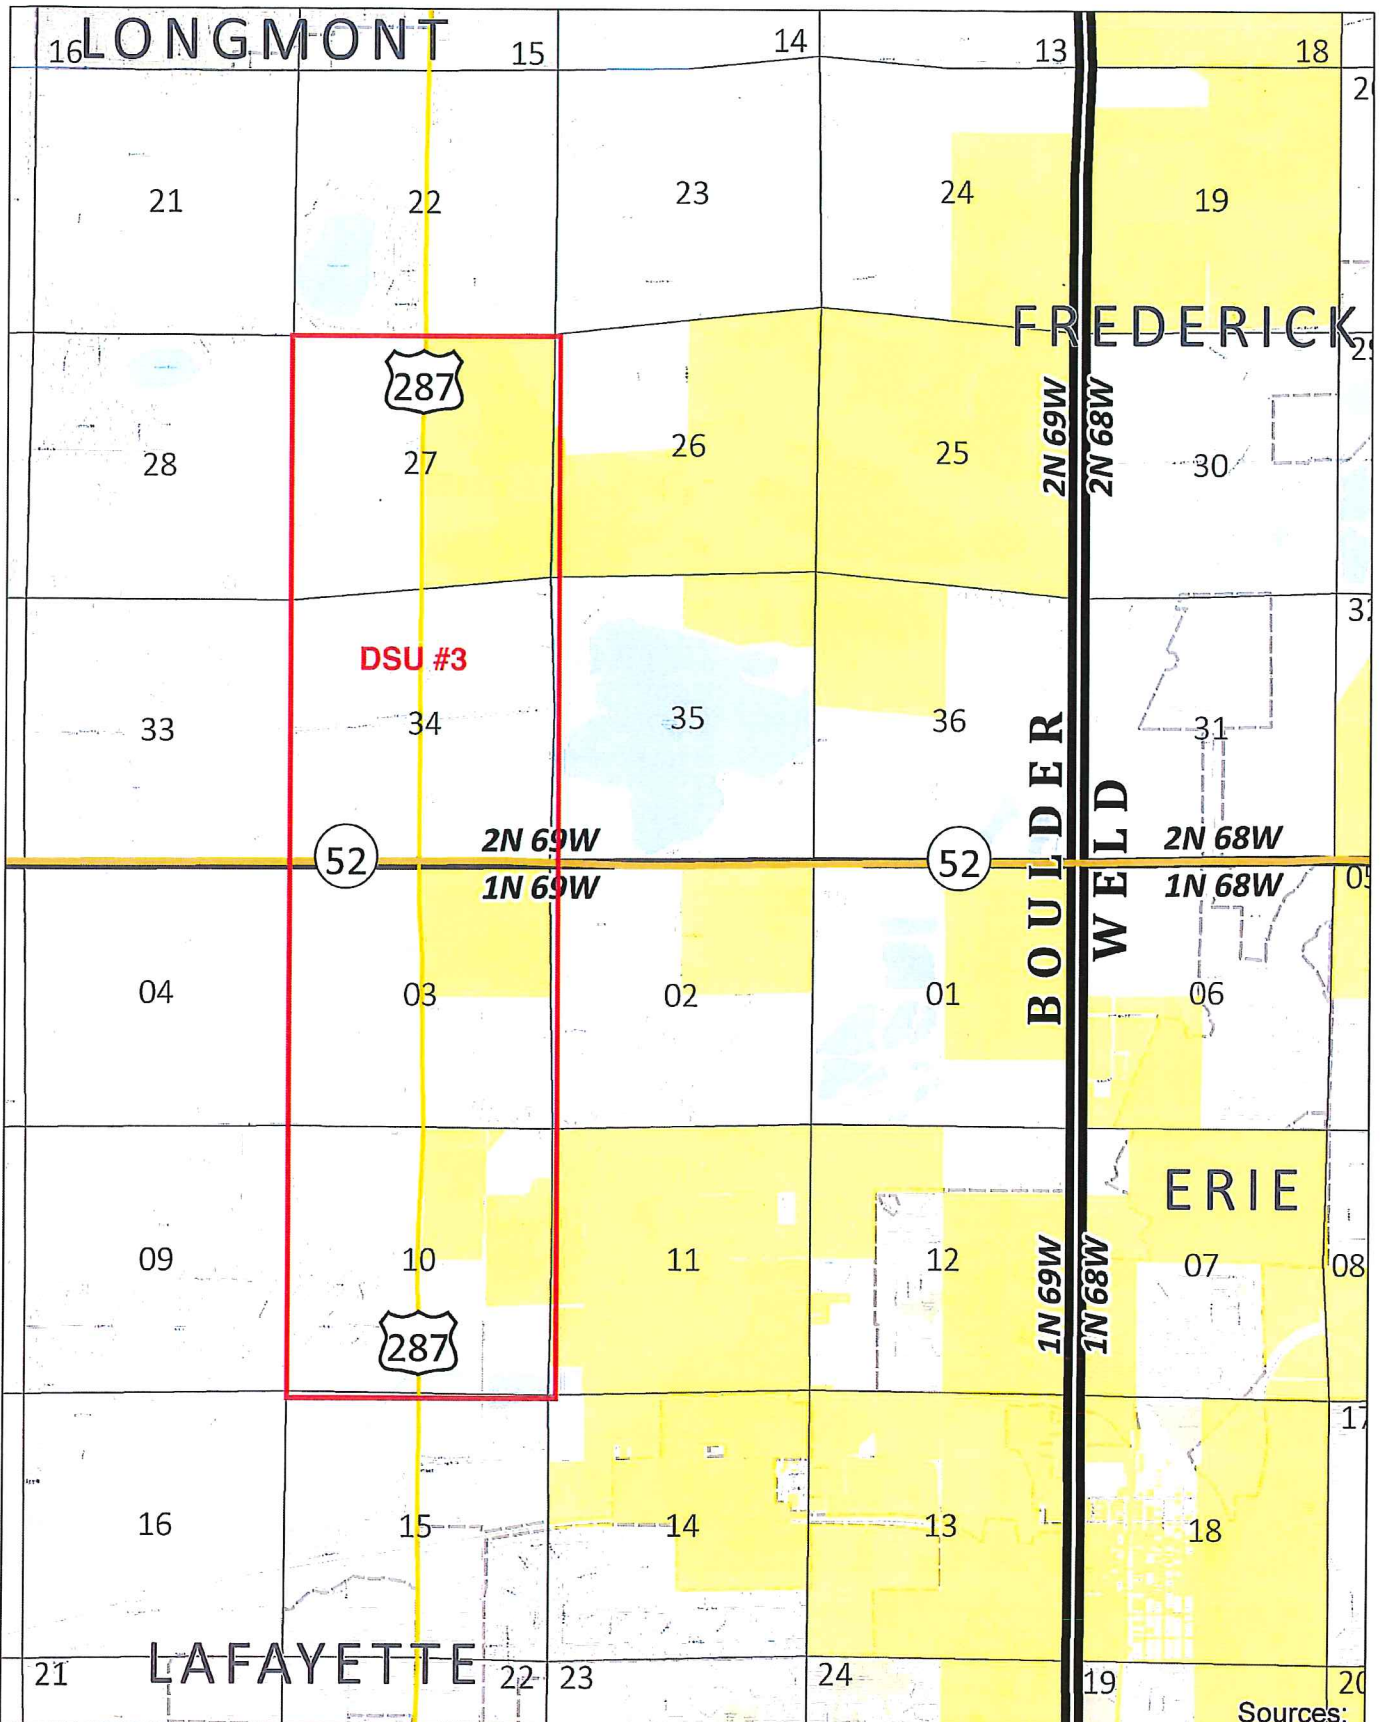 LONGMONT
16 15 14 13 18
2
21 22 23 24 19
FREDERICK
287
2N 69W
2N 68W
28 27 26 25 30
DSU #3
33 34 35 36 31
BOULDER
WELD
2N 69W 2N 68W
52 52
1N 69W 1N 68W
04 03 02 01 06
ERIE
1N 69W
1N 68W
09 10 11 12 07 08
287
17
16 15 14 13 18
LAFAYETTE
21 22 23 24 19 20
Sources: